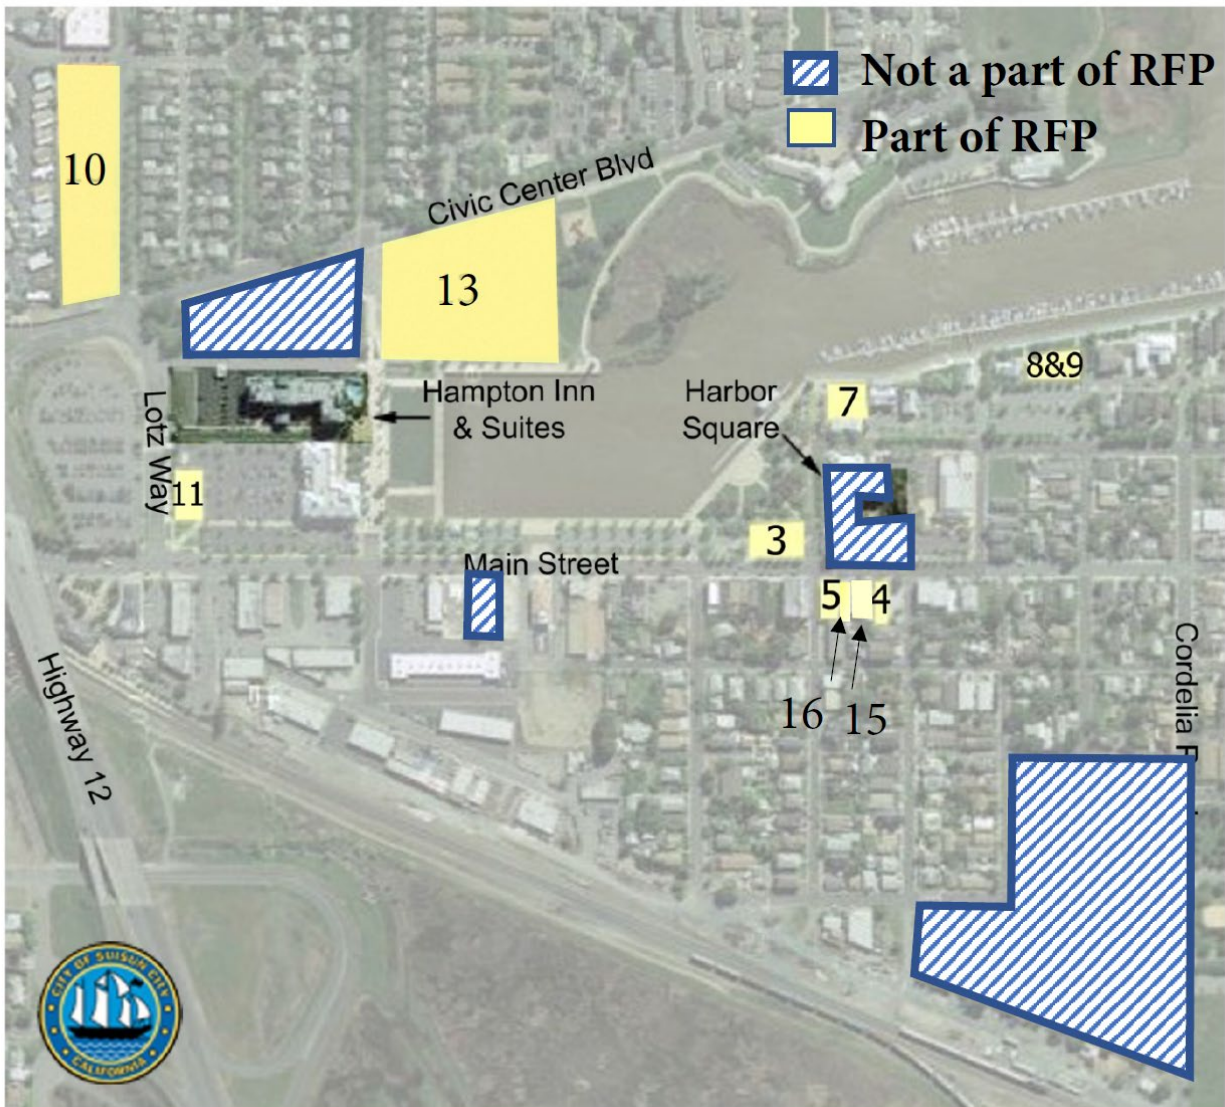 Not a part of RFP
Part of RFP
10
Civic Center Blvd
13
8&9
Hampton Inn
& Suites
Harbor
Square
7
Lotz Way
11
3
Main Street
5
4
16
15
Cordelia
Highway 12
CITY OF SUISUN CITY
CALIFORNIA